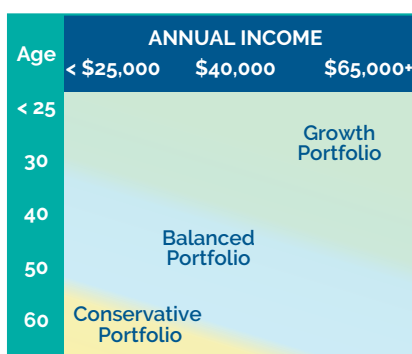 Age
ANNUAL INCOME
< $25,000 $40,000 $65,000+
< 25
Growth
Portfolio
30
40
Balanced
Portfolio
50
Conservative
Portfolio
60